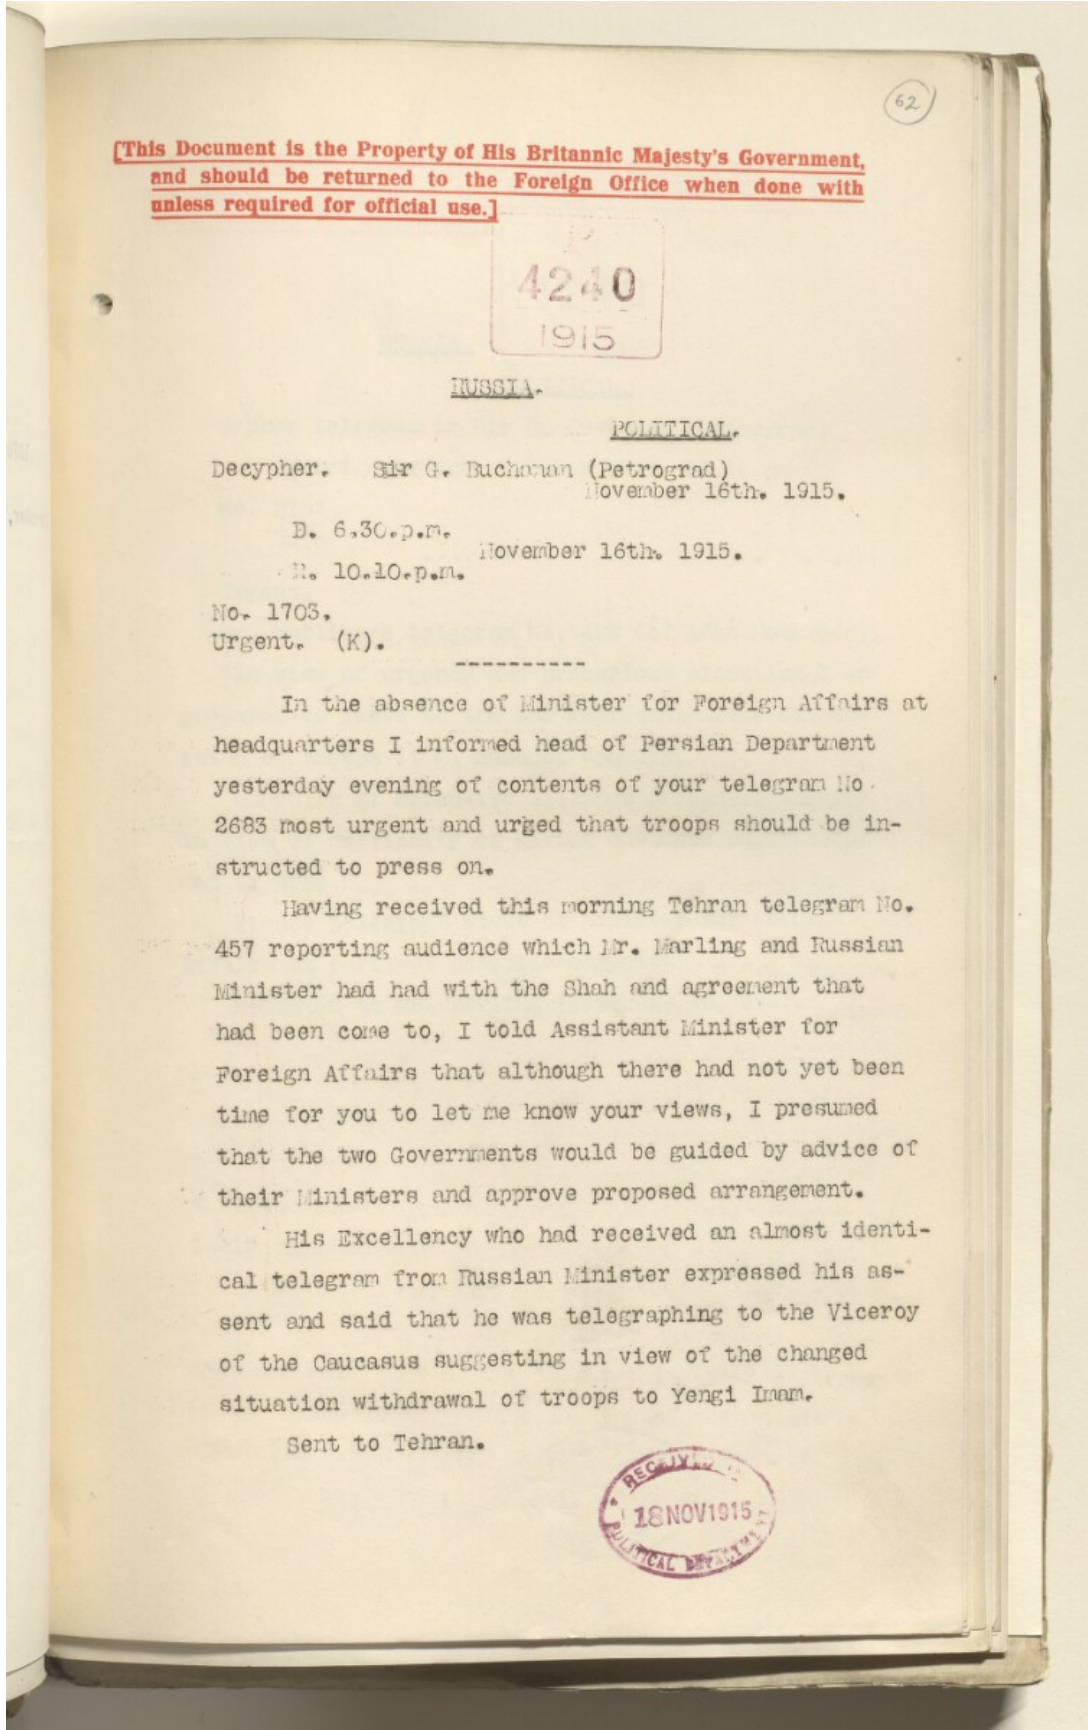 62
[This Document is the Property of His Britannic Majesty's Government,
and should be returned to the Foreign Office when done with
unless required for official use.]
P
4240
1915
RUSSIA.
POLITICAL.
Decypher. Sir G. Buchanan (Petrograd)
November 16th. 1915.
D. 6.30.p.m.
November 16th. 1915.
R. 10.10.p.m.
No. 1703.
Urgent. (K).
----------
In the absence of Minister for Foreign Affairs at
headquarters I informed head of Persian Department
yesterday evening of contents of your telegram No.
2683 most urgent and urged that troops should be in-
structed to press on.
Having received this morning Tehran telegram No.
457 reporting audience which Mr. Marling and Russian
Minister had had with the Shah and agreement that
had been come to, I told Assistant Minister for
Foreign Affairs that although there had not yet been
time for you to let me know your views, I presumed
that the two Governments would be guided by advice of
their Ministers and approve proposed arrangement.
His Excellency who had received an almost identi-
cal telegram from Russian Minister expressed his as-
sent and said that he was telegraphing to the Viceroy
of the Caucasus suggesting in view of the changed
situation withdrawal of troops to Yengi Imam.
Sent to Tehran.
RECEIVED
18 NOV 1915
POLITICAL DEPARTMENT